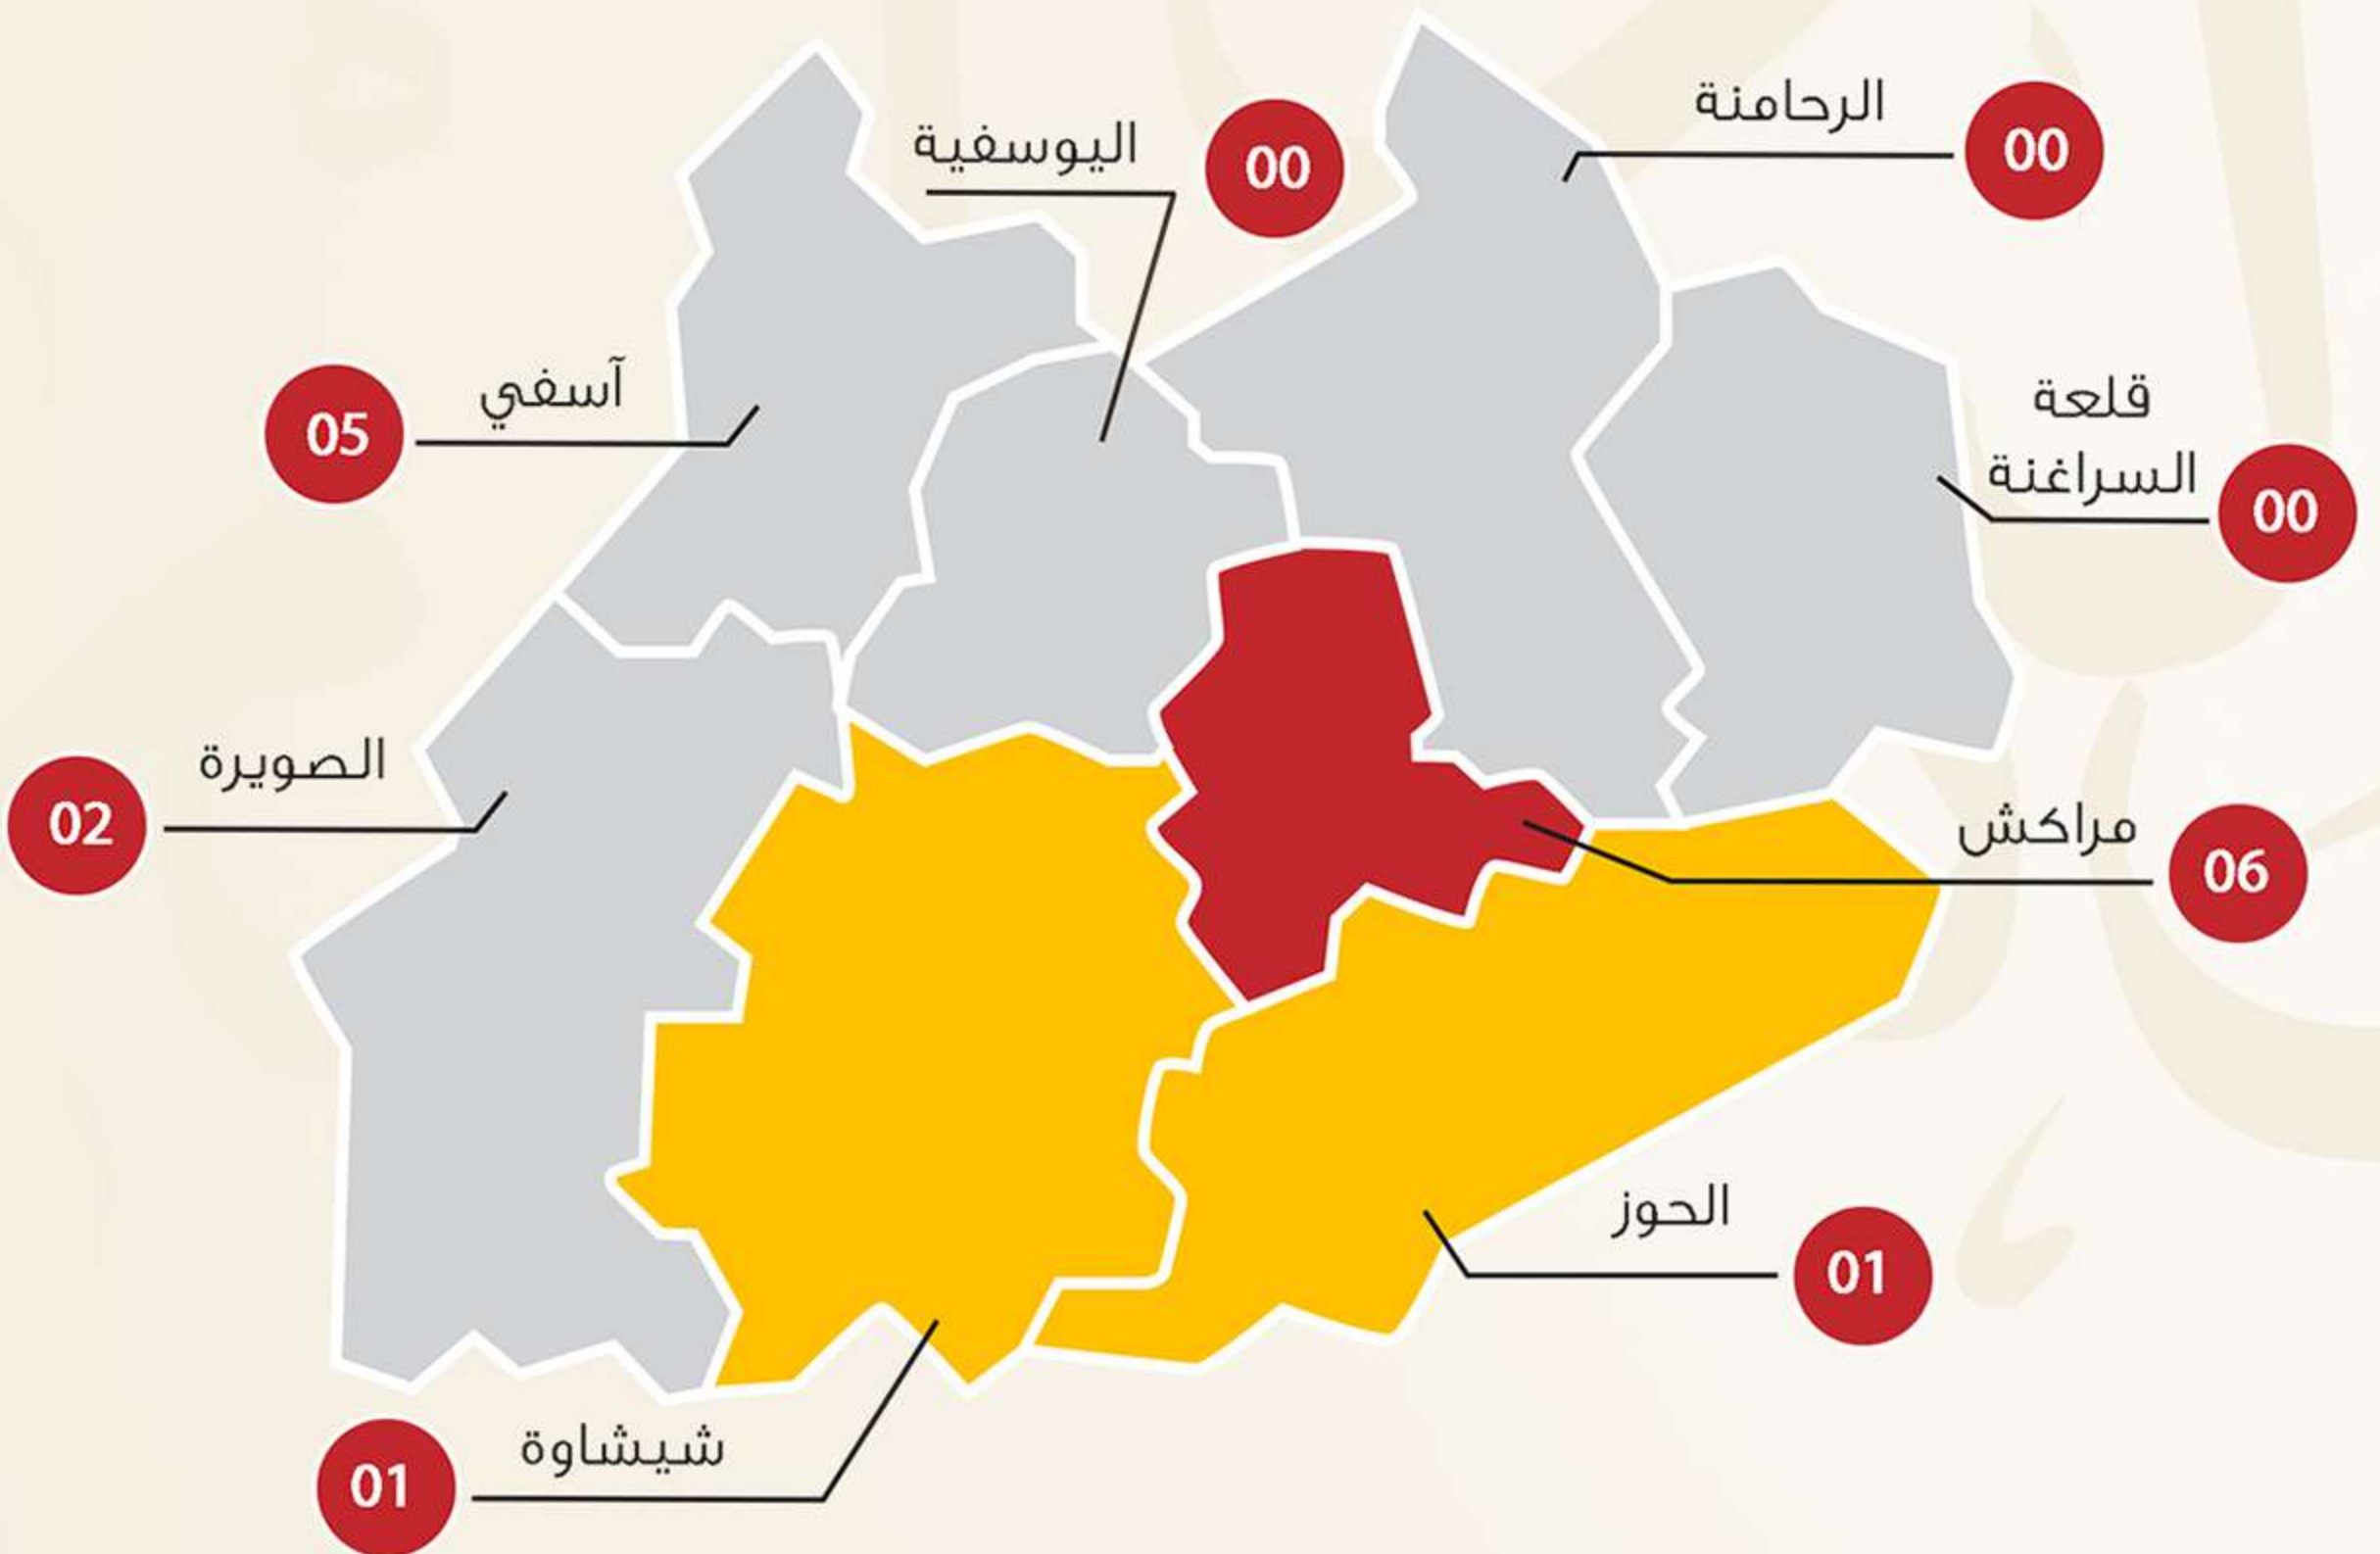 الرحامنة
00
اليوسفية
00
قلعة
السراغنة
00
آسفي
05
مراكش
06
الصويرة
02
الحوز
01
شيشاوة
01